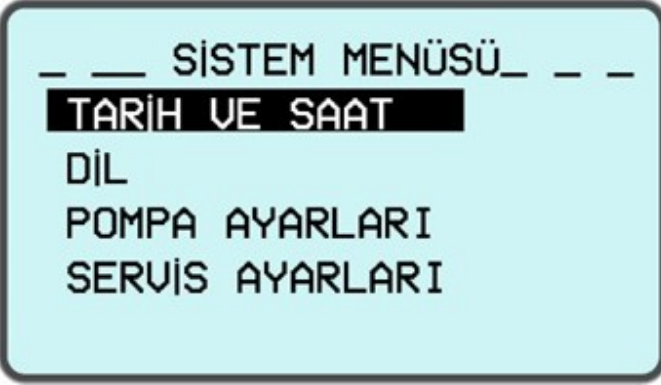 _ __ SİSTEM MENÜSÜ_ _ _
TARİH VE SAAT
DİL
POMPA AYARLARI
SERVİS AYARLARI